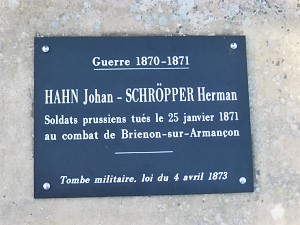 Guerre 1870-1871
HAHN Johan - SCHRÖPPER Herman
Soldats prussiens tués le 25 janvier 1871
au combat de Brienon-sur-Armançon
Tombe militaire, loi du 4 avril 1873